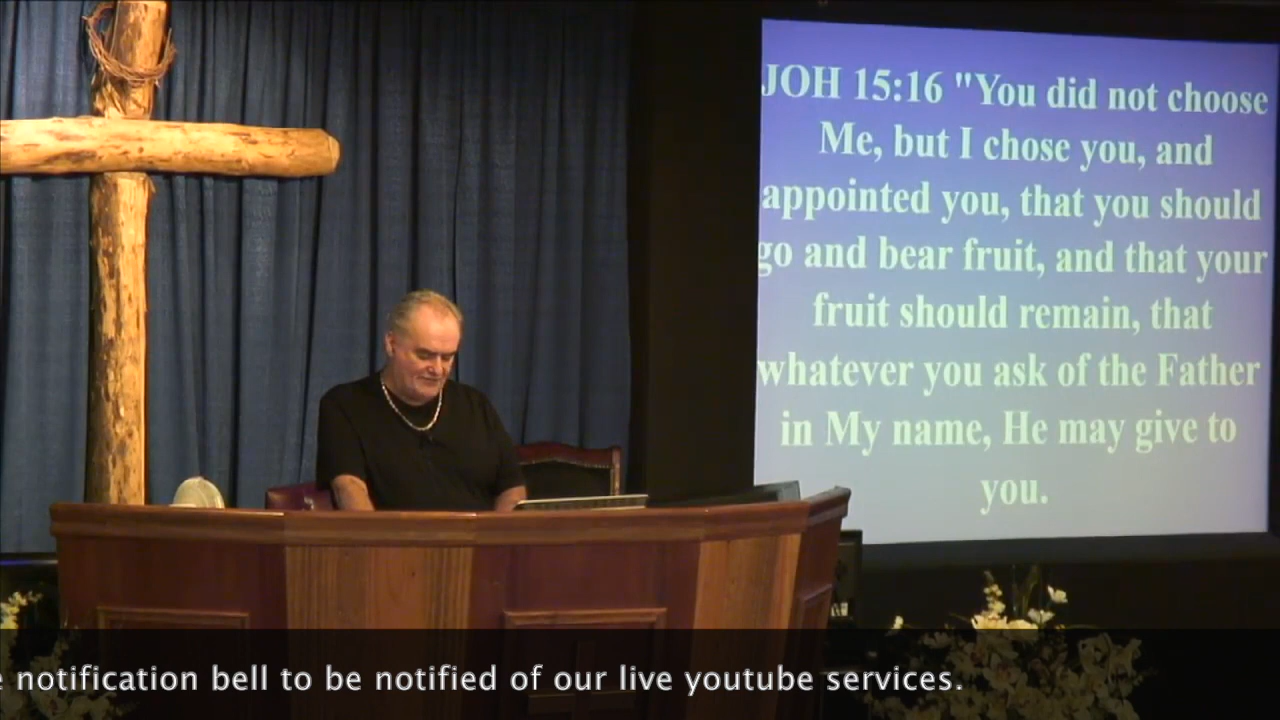 JOH 15:16 "You did not choose
Me, but I chose you, and
appointed you, that you should
go and bear fruit, and that your
fruit should remain, that
whatever you ask of the Father
in My name, He may give to
you.
notification bell to be notified of our live youtube services.